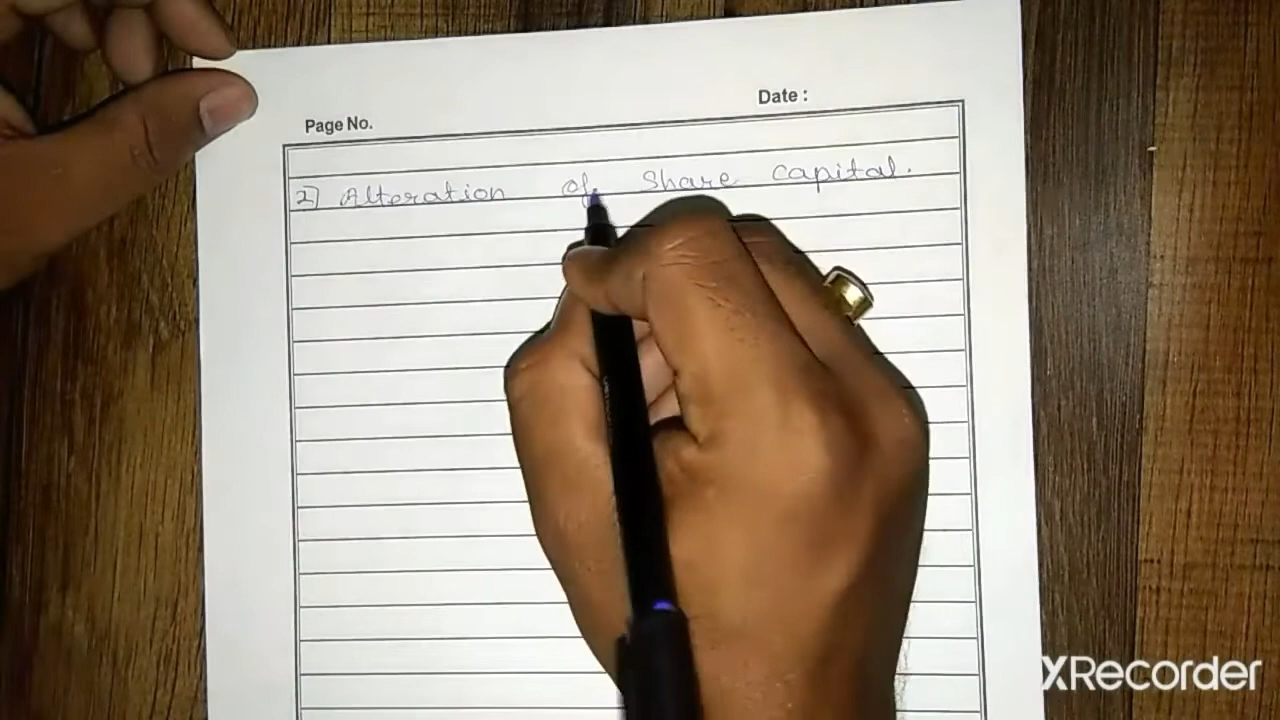 Date :
Page No.
2] Alteration of Share capital.
XRecorder